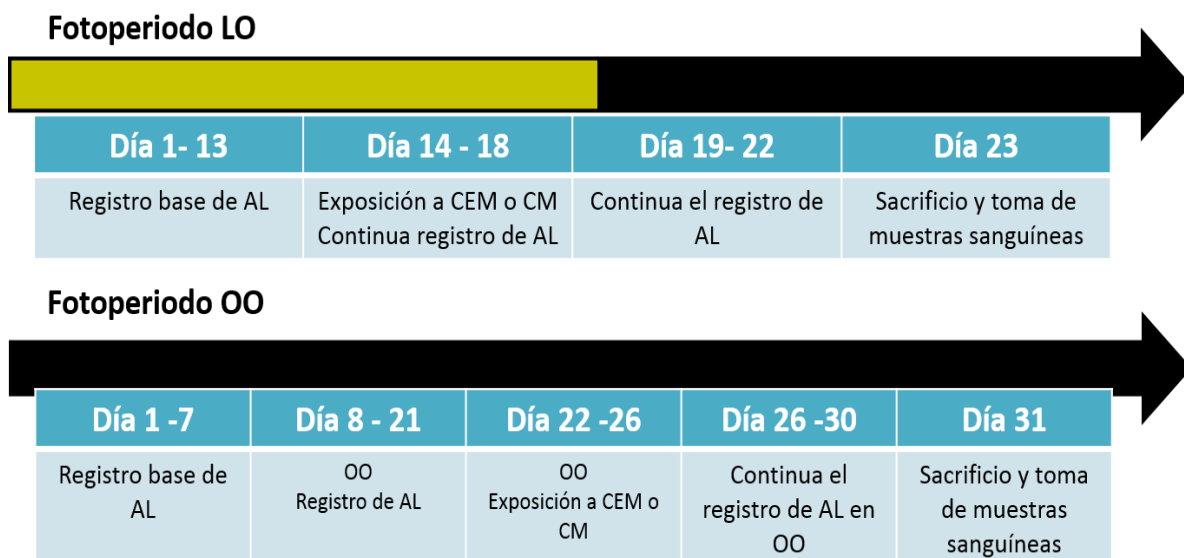 Fotoperiodo LO
Día 1- 13
Día 14 - 18
Día 19- 22
Día 23
Registro base de AL
Exposición a CEM o CM
Continua registro de AL
Continua el registro de
AL
Sacrificio y toma de
muestras sanguíneas
Fotoperiodo OO
Día 1 -7
Día 8 - 21
Día 22 -26
Día 26 -30
Día 31
Registro base de
AL
OO
Registro de AL
OO
Exposición a CEM o
CM
Continua el
registro de AL en
OO
Sacrificio y toma
de muestras
sanguíneas